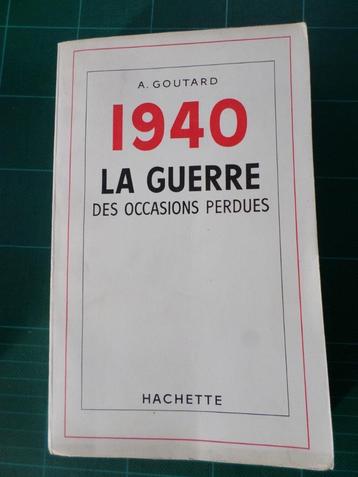 A. GOUTARD
1940
LA GUERRE
DES OCCASIONS PERDUES
HACHETTE